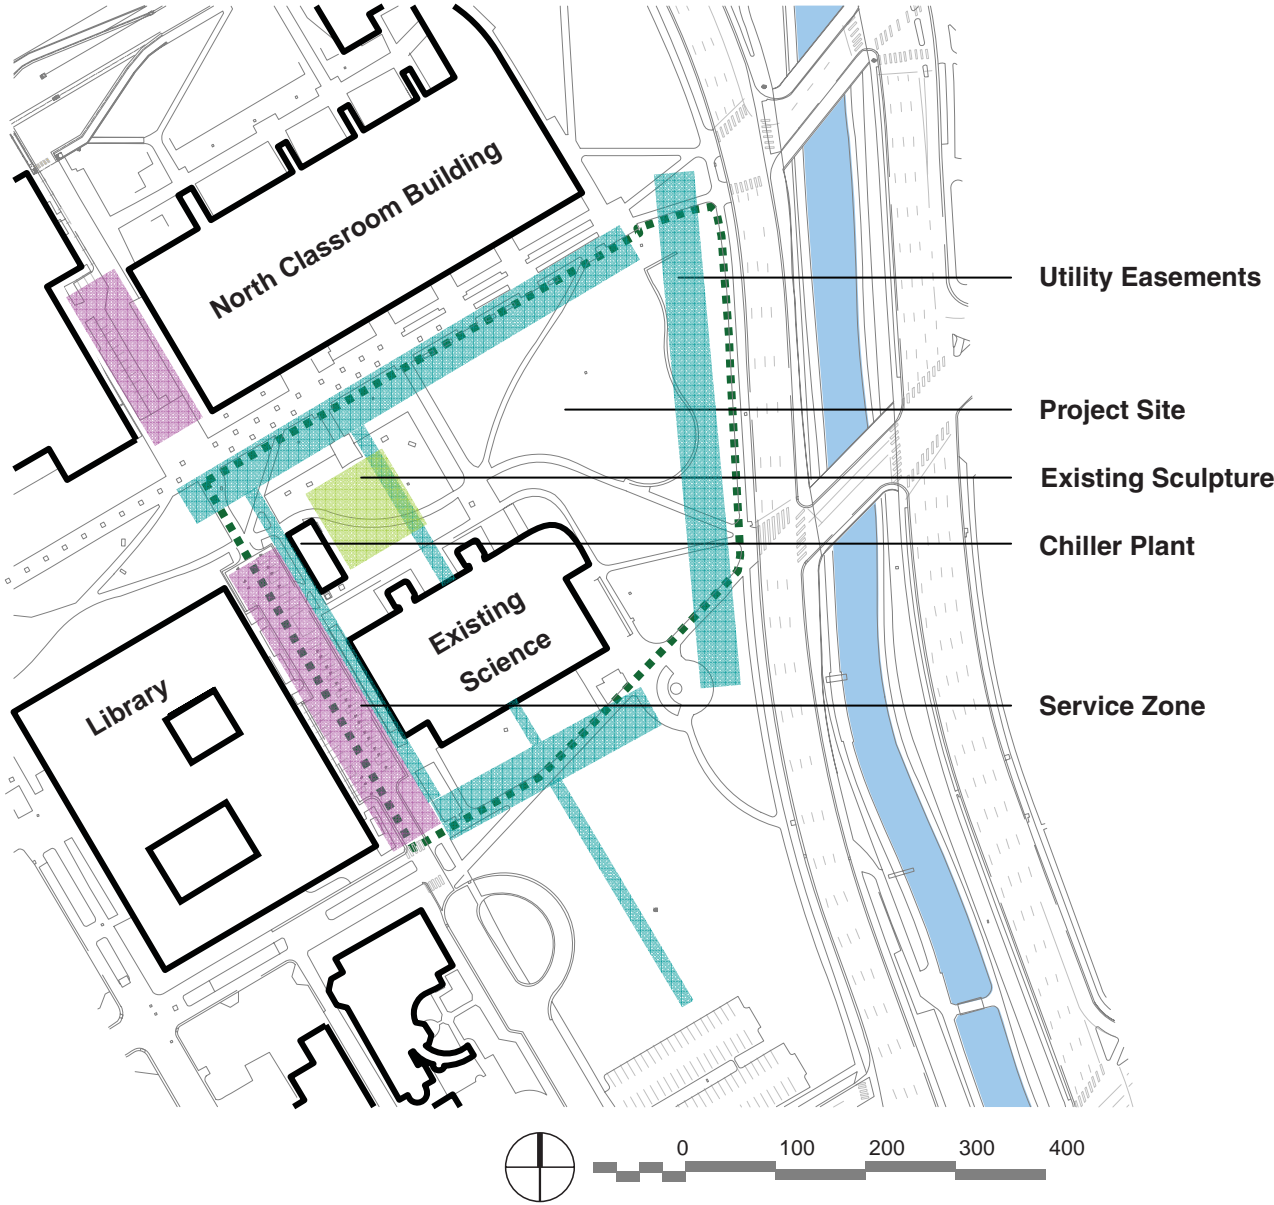 North Classroom Building
Utility Easements
Project Site
Existing Sculpture
Chiller Plant
Existing
Science
Library
Service Zone
0 100 200 300 400